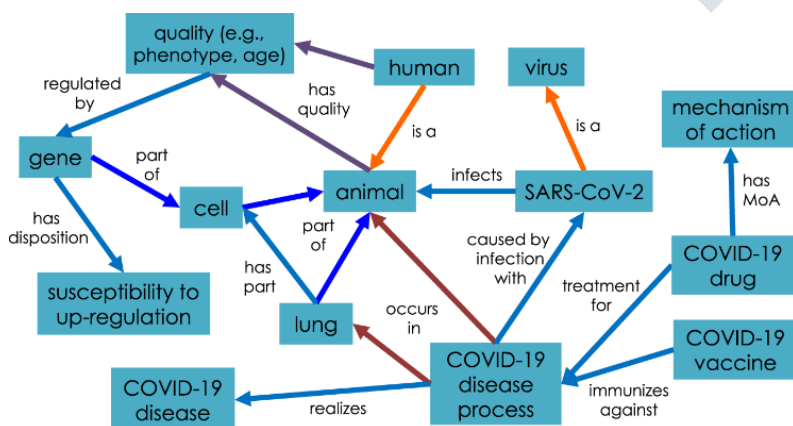 quality (e.g.,
phenotype, age)
human
virus
regulated
by
has
quality
is a
is a
mechanism
of action
gene
part
of
cell
animal
infects
SARS-CoV-2
has
MoA
has
disposition
part
of
caused by
infection
with
COVID-19
drug
has
part
treatment
for
susceptibility to
up-regulation
lung
occurs
in
COVID-19
vaccine
COVID-19
disease
process
COVID-19
disease
realizes
immunizes
against